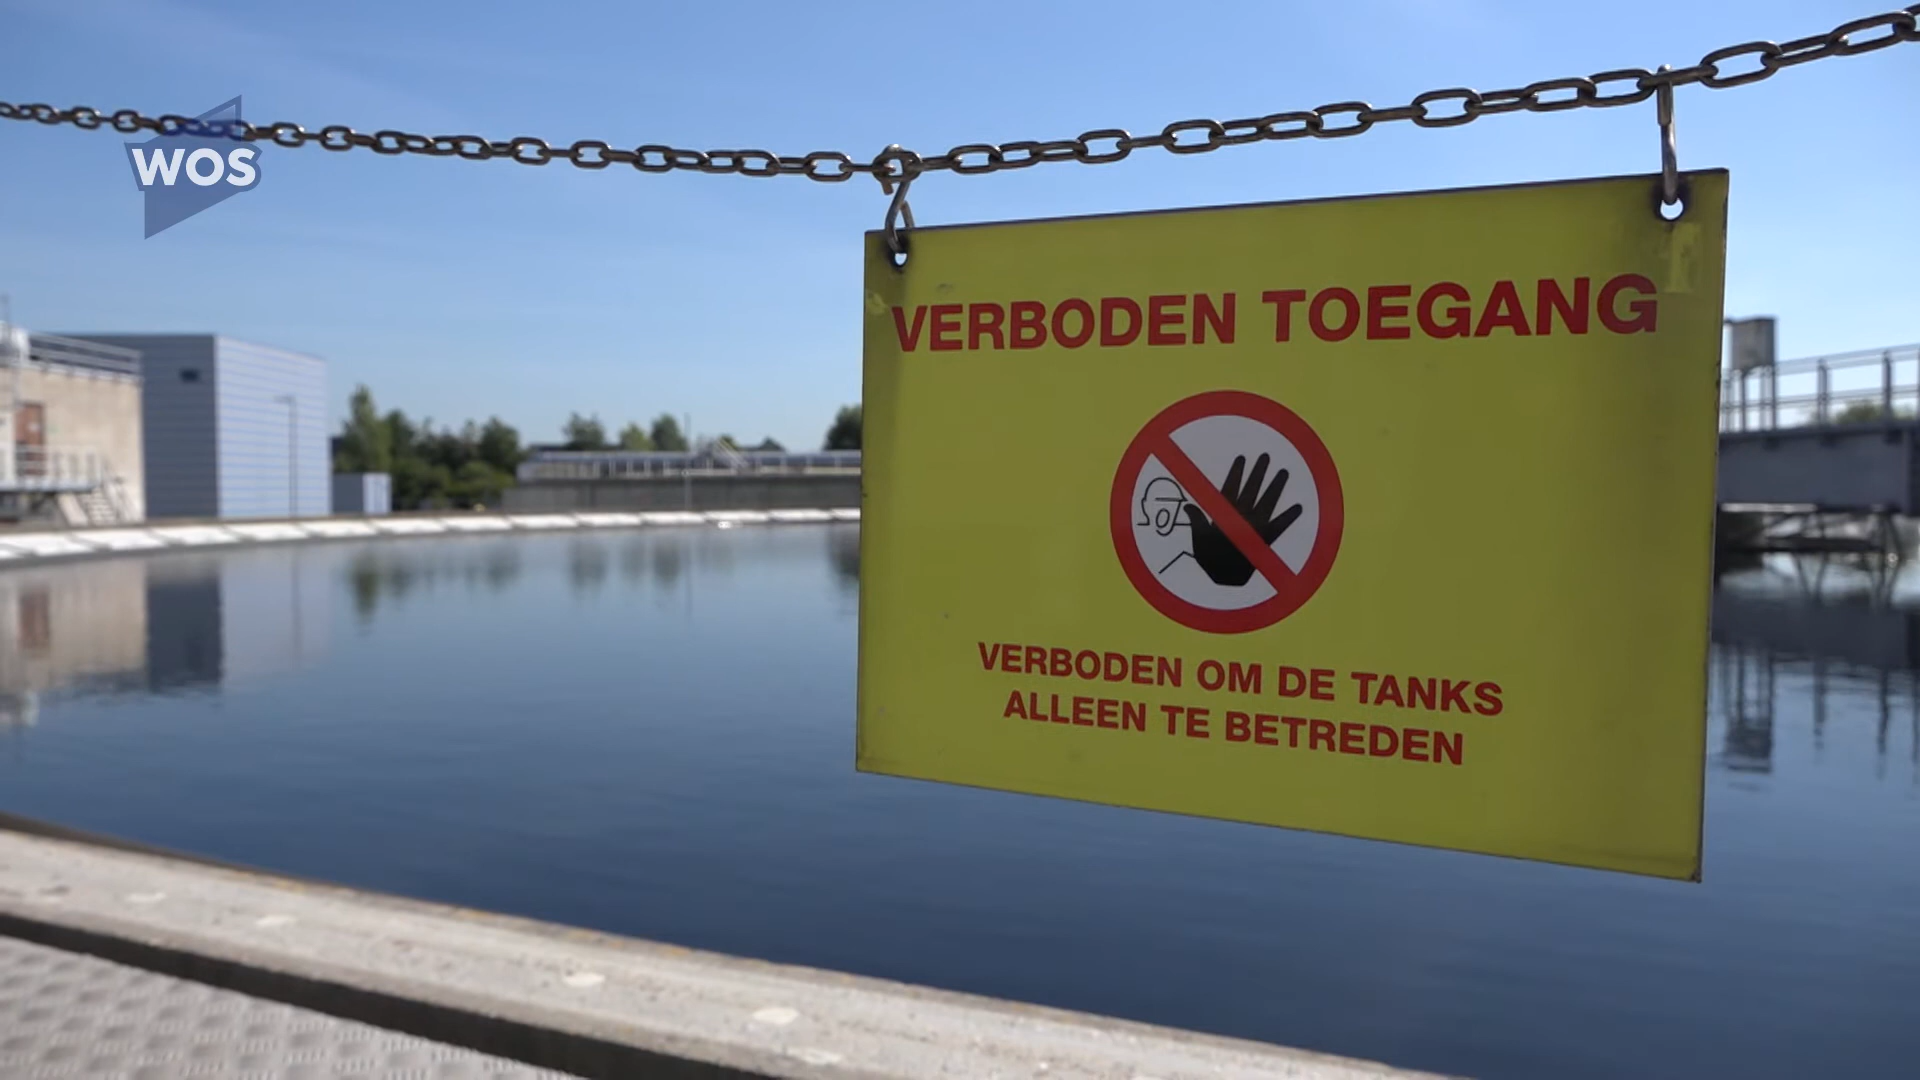 WOS
VERBODEN TOEGANG
VERBODEN OM DE TANKS
ALLEEN TE BETREDEN